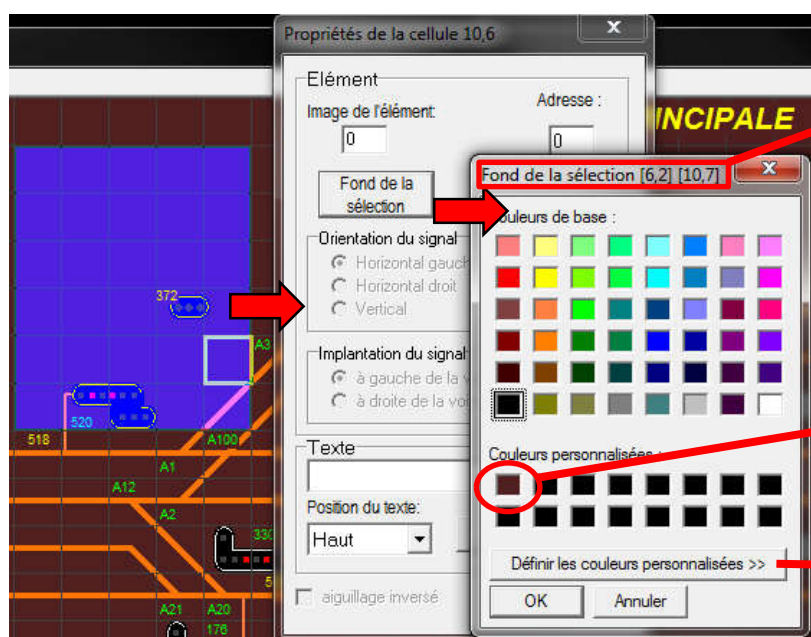 Propriétés de la cellule 10,6
x
Elément
Image de l'élément:
Adresse :
0
0
INCIPALE
Fond de la
sélection
Fond de la sélection [6,2] [10,7]
x
ouleurs de base :
Orientation du signal
Horizontal gauch
Horizontal droit
Vertical
372
A3
Implantation du signal
à gauche de la v
à droite de la voi
520
518
A100
A1
A12
A2
330
5
A21
A20
176
Texte
Position du texte:
Haut
aiguillage inversé
Couleurs personnalisées :
Définir les couleurs personnalisées >>
OK
Annuler